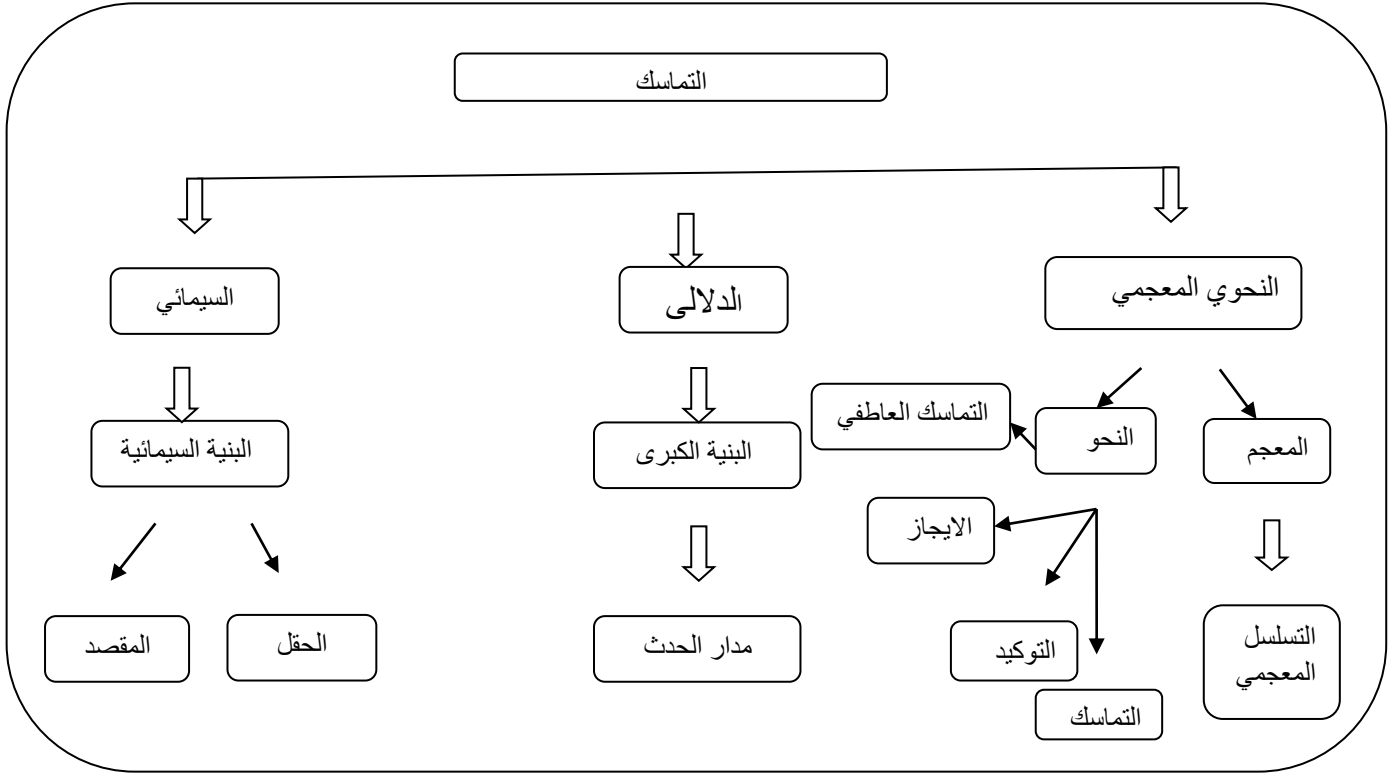 التماسك
النحوي المعجمي
الدلالى
السيمائي
المعجم
النحو
التماسك العاطفي
البنية الكبرى
البنية السيمائية
الايجاز
التوكيد
التماسك
التسلسل
المعجمي
مدار الحدث
الحقل
المقصد